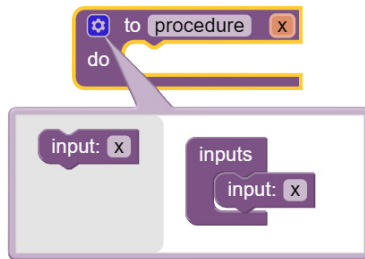 to procedure x
do
input: x
inputs
input: x